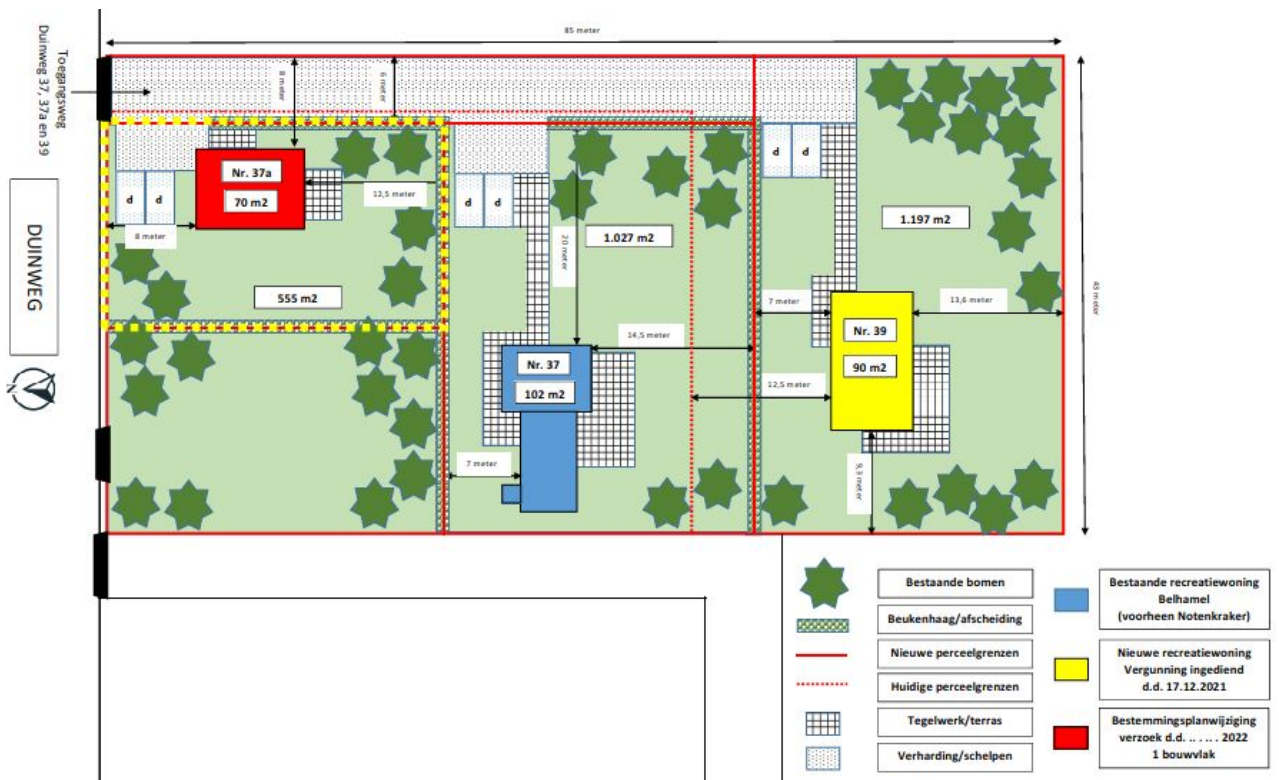 85 meter
Toegangsweg
Duinweg 37, 37a en 39
8 meter
6 meter
43 meter
Nr. 37a
70 m2
12,5 meter
d
d
8 meter
555 m2
DUINWEG
N
d
d
20 meter
1.027 m2
14,5 meter
Nr. 37
102 m2
7 meter
d
d
1.197 m2
7 meter
13,6 meter
Nr. 39
90 m2
12,5 meter
9,3 meter
Bestaande bomen
Beukenhaag/afscheiding
Nieuwe perceelgrenzen
Huidige perceelgrenzen
Tegelwerk/terras
Verharding/schelpen
Bestaande recreatiewoning
Belhamel
(voorheen Notenkraker)
Nieuwe recreatiewoning
Vergunning ingediend
d.d. 17.12.2021
Bestemmingsplanwijziging
verzoek d.d. .. . .. . 2022
1 bouwvlak